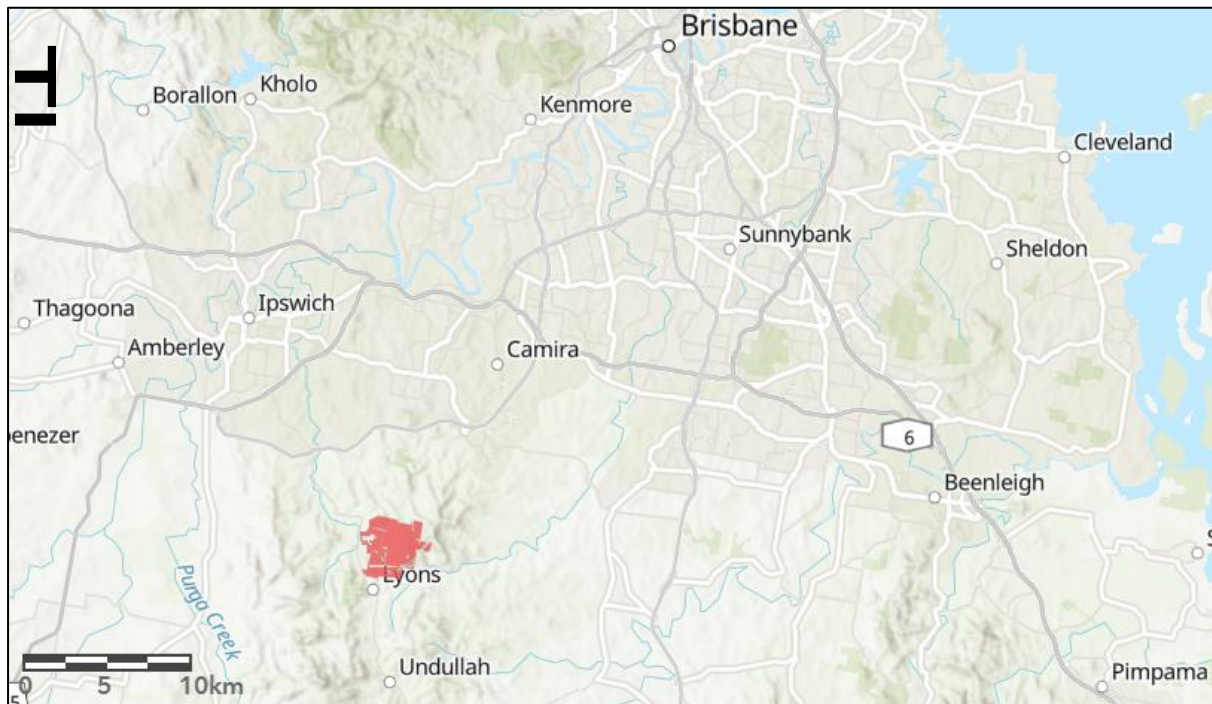 Brisbane
Borallon
Kholo
Kenmore
Cleveland
Sunnybank
Sheldon
Thagoona
Ipswich
Amberley
Camira
enezer
6
Beenleigh
Lyons
Purga Creek
Undullah
Pimpama
0 5 10km
5
S